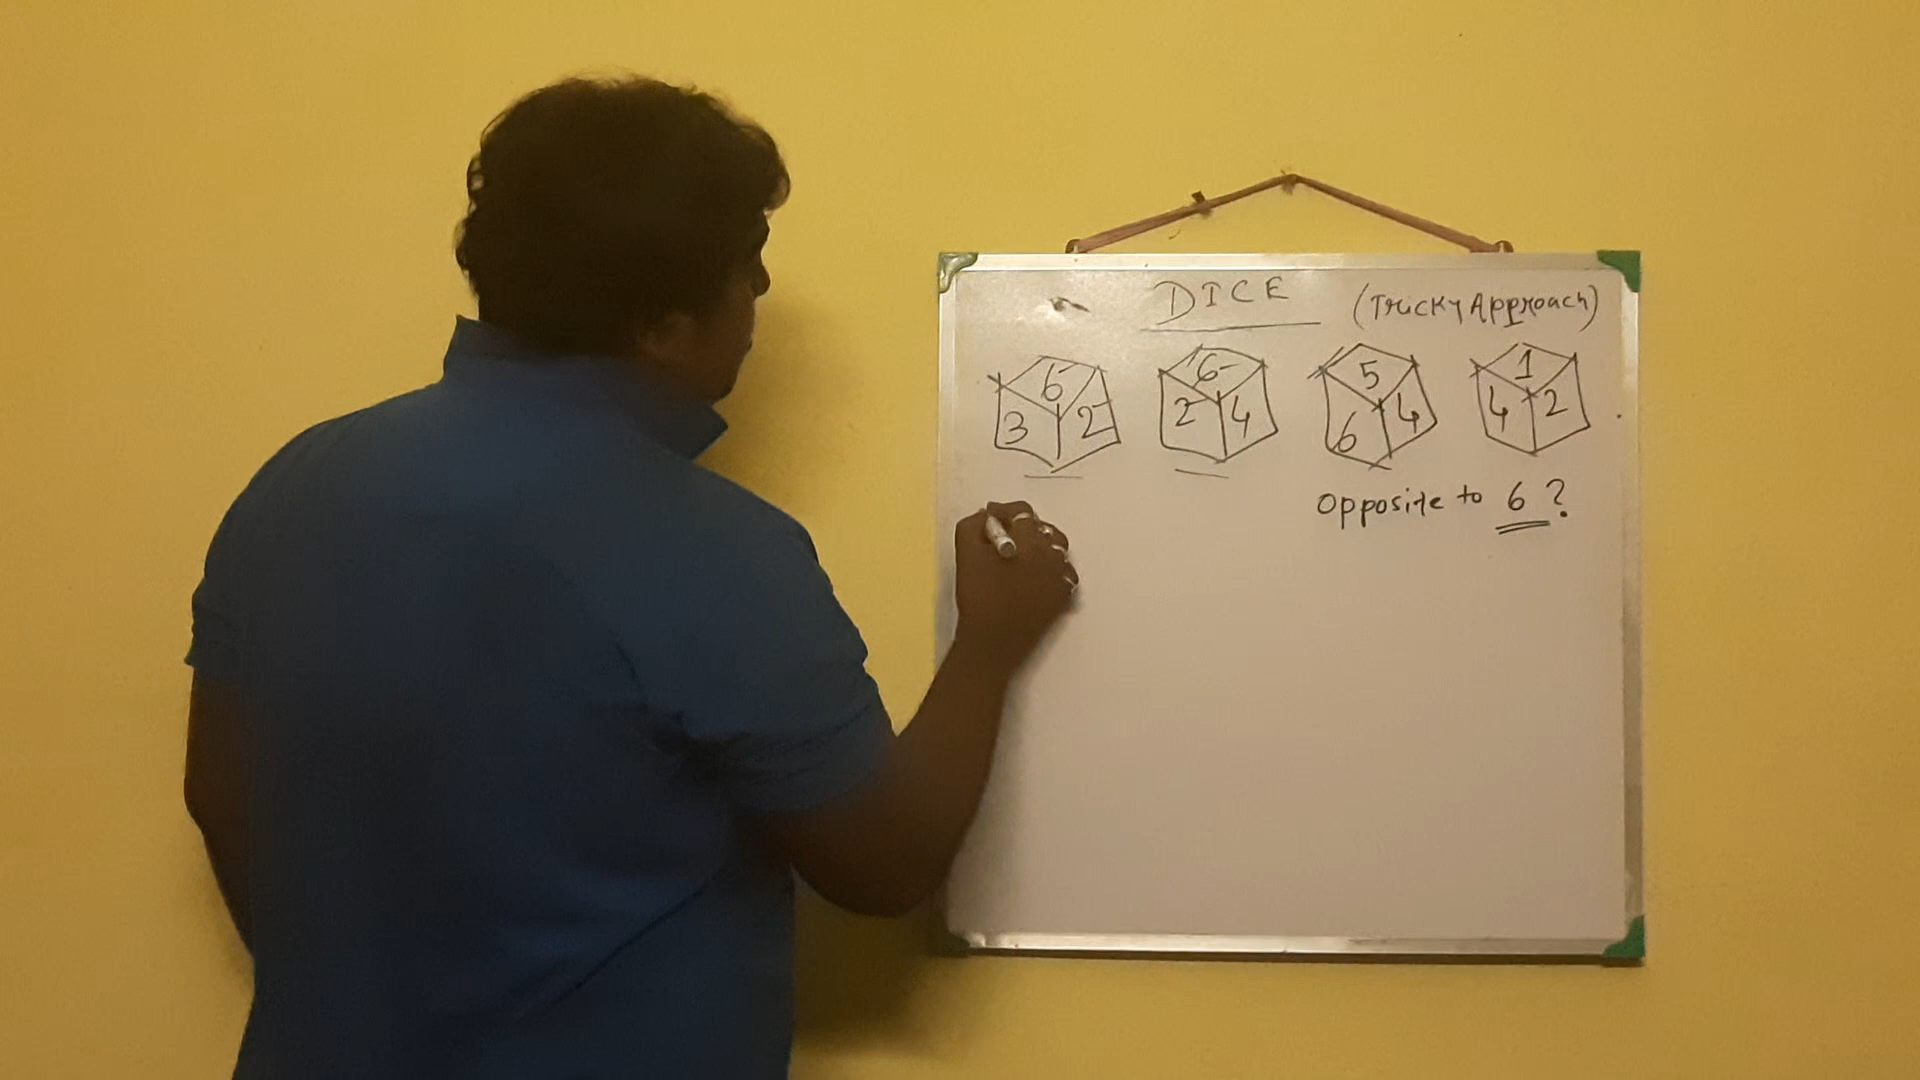 DICE (Tricky Approach)
6 6 5 1
3 2 2 4 6 4 4 2
Opposite to 6 ?